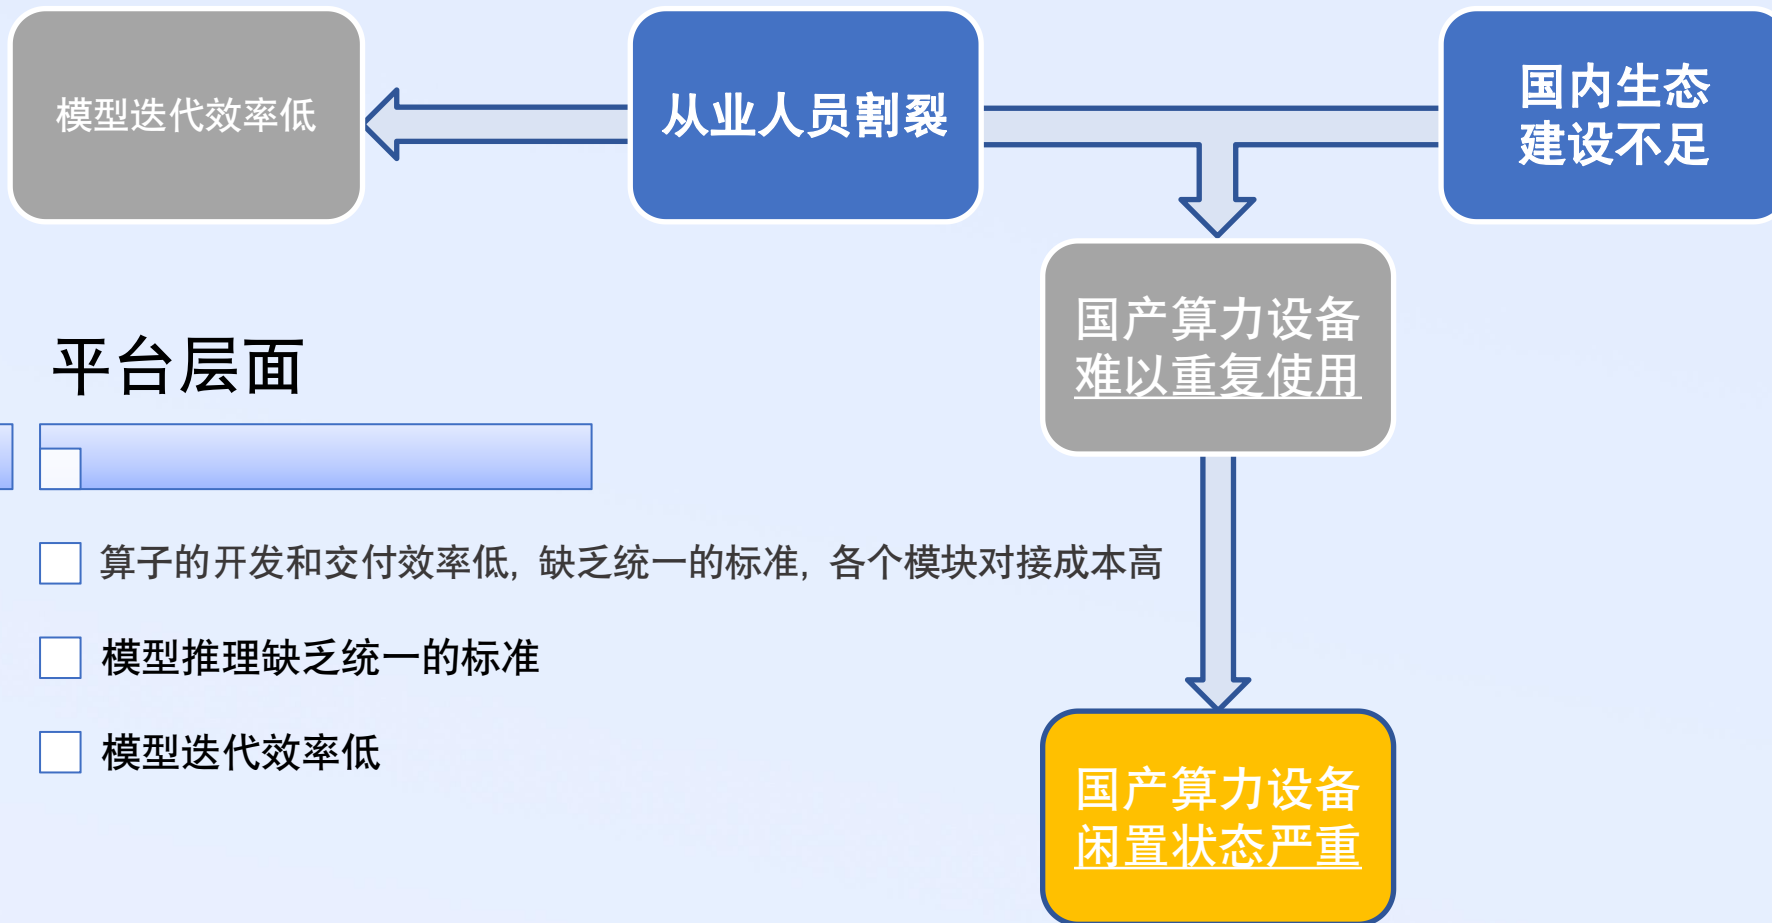 模型迭代效率低
从业人员割裂
国内生态
建设不足
国产算力设备
难以重复使用
平台层面
算子的开发和交付效率低, 缺乏统一的标准, 各个模块对接成本高
模型推理缺乏统一的标准
模型迭代效率低
国产算力设备
闲置状态严重